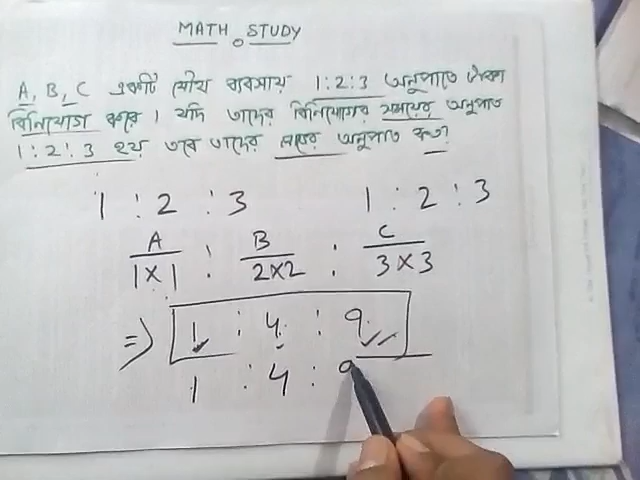 MATH STUDY
A, B, C একটি যৌথ ব্যবসায় 1:2:3 অনুপাতে টাকা
বিনিয়োগ করে। যদি তাদের বিনিয়োগের সময়ের অনুপাত
1:2:3 হয় তবে তাদের লাভের অনুপাত কত?
1 : 2 : 3 1 : 2 : 3
A : B : C
1×1 : 2×2 : 3×3
⇒ 1 : 4 : 9
1 : 4 : 9